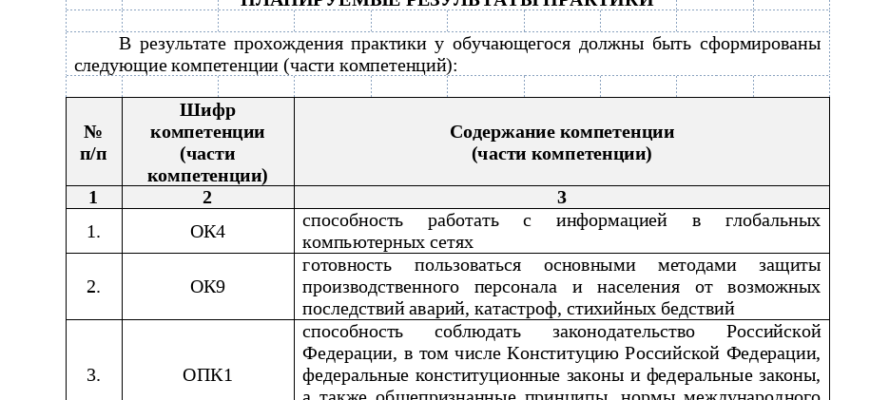 ПЛАНИРУЕМЫЕ РЕЗУЛЬТАТЫ ПРАКТИКИ
В результате прохождения практики у обучающегося должны быть сформированы
следующие компетенции (части компетенций):
№
п/п
Шифр
компетенции
(части
компетенции)
Содержание компетенции
(части компетенции)
1 2 3
1. ОК4 способность работать с информацией в глобальных
компьютерных сетях
2. ОК9 готовность пользоваться основными методами защиты
производственного персонала и населения от возможных
последствий аварий, катастроф, стихийных бедствий
3. ОПК1 способность соблюдать законодательство Российской
Федерации, в том числе Конституцию Российской Федерации,
федеральные конституционные законы и федеральные законы,
а также общепризнанные принципы, нормы международного